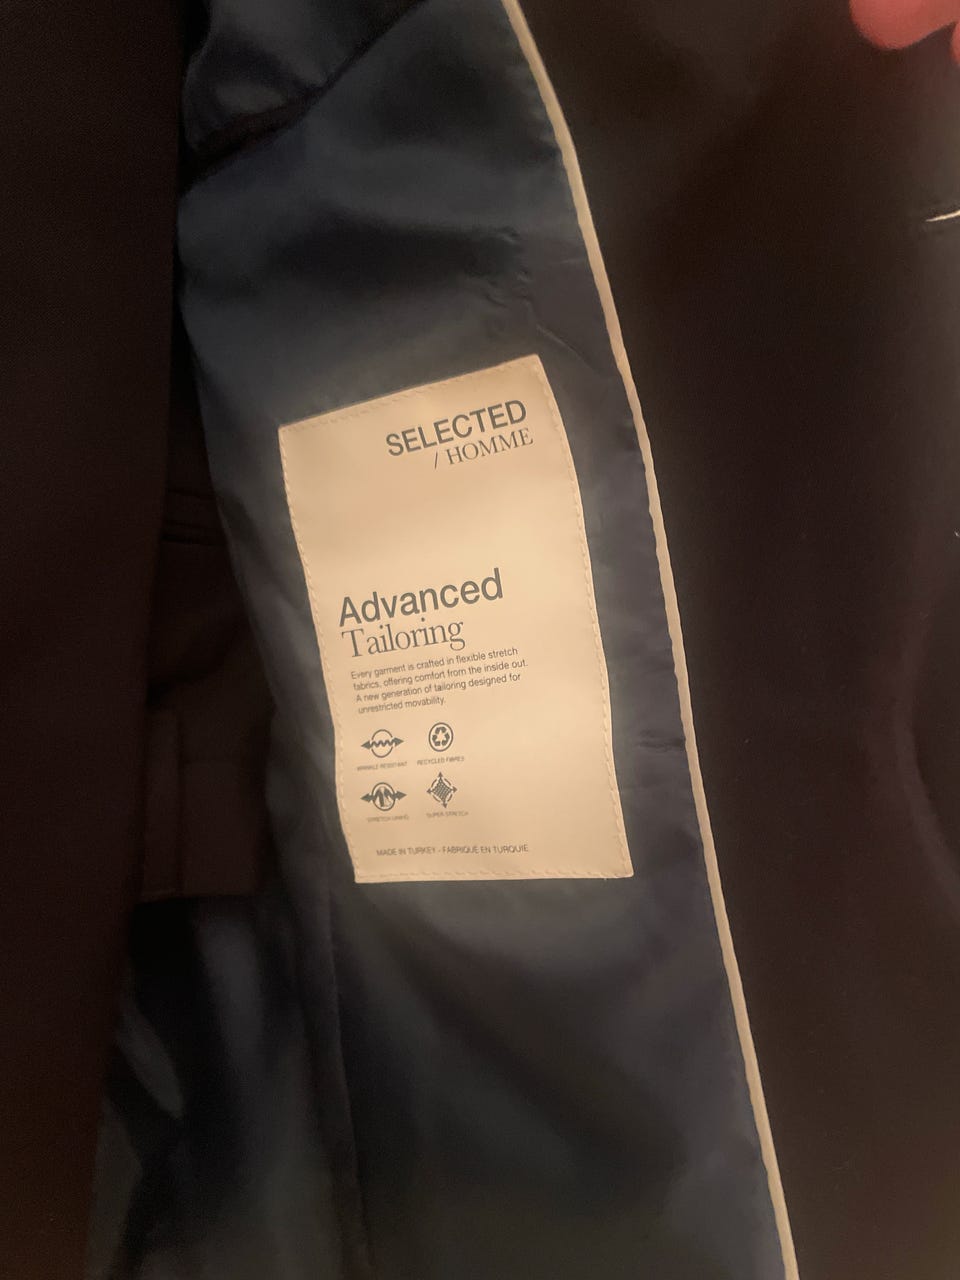 SELECTED
/ HOMME
Advanced
Tailoring
Every garment is crafted in flexible stretch
fabrics, offering comfort from the inside out.
A new generation of tailoring designed for
unrestricted movability.
WRINKLE RESISTANT
RECYCLED FIBRES
STRETCH LINING
SUPER STRETCH
MADE IN TURKEY - FABRIQUÉ EN TURQUIE